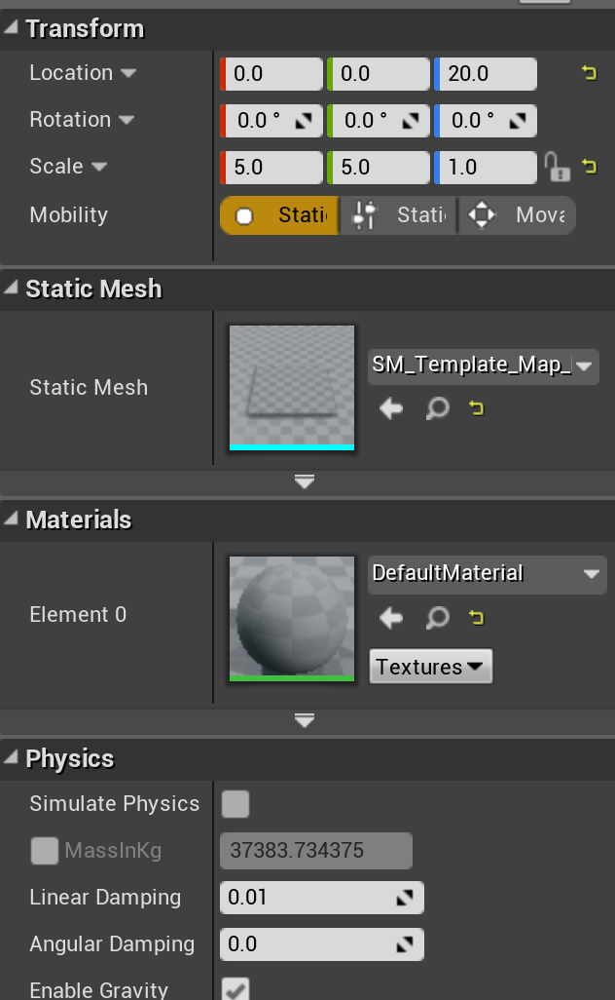 Transform
Location 0.0 0.0 20.0
Rotation 0.0 ° 0.0 ° 0.0 °
Scale 5.0 5.0 1.0
Mobility Stati Stati Mova
Static Mesh
Static Mesh SM_Template_Map_
Materials
Element 0 DefaultMaterial
Textures
Physics
Simulate Physics
MassInKg 37383.734375
Linear Damping 0.01
Angular Damping 0.0
Enable Gravity